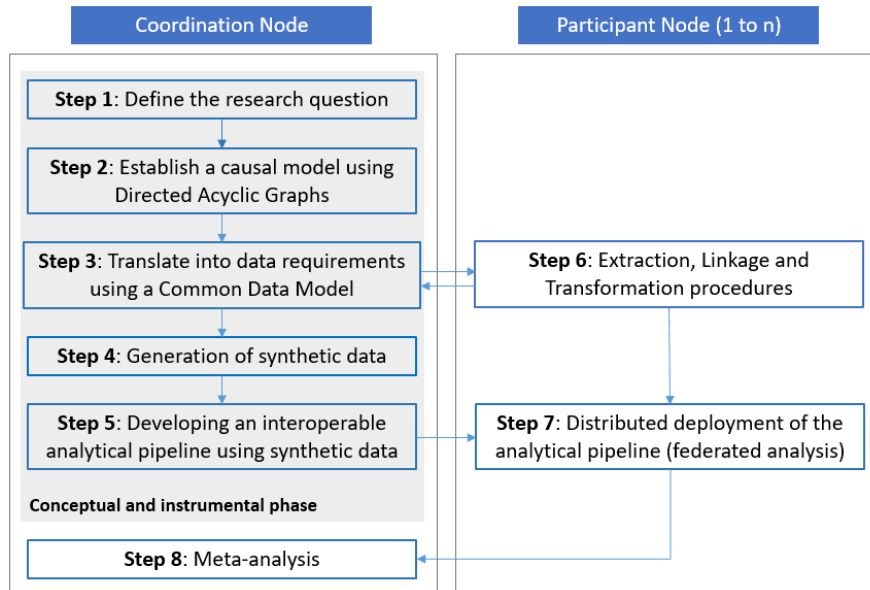 Coordination Node
Participant Node (1 to n)
Step 1: Define the research question
Step 2: Establish a causal model using
Directed Acyclic Graphs
Step 3: Translate into data requirements
using a Common Data Model
Step 6: Extraction, Linkage and
Transformation procedures
Step 4: Generation of synthetic data
Step 5: Developing an interoperable
analytical pipeline using synthetic data
Step 7: Distributed deployment of the
analytical pipeline (federated analysis)
Conceptual and instrumental phase
Step 8: Meta-analysis